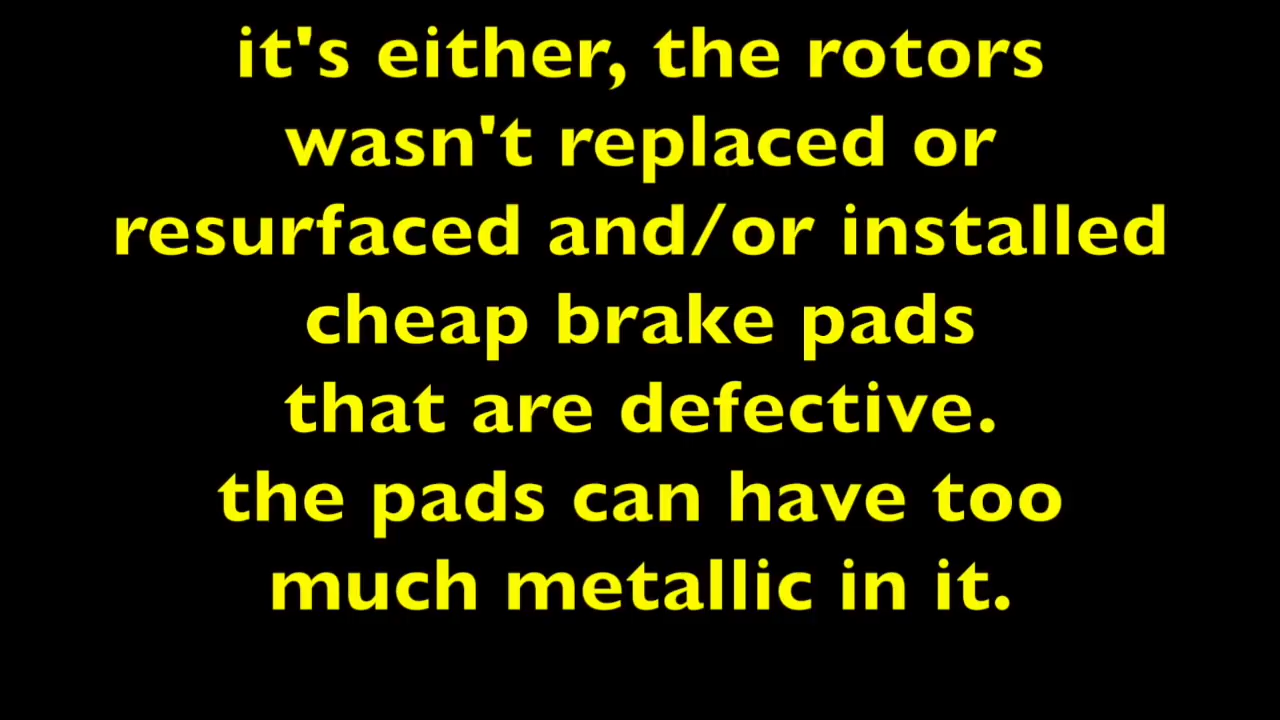 it's either, the rotors
wasn't replaced or
resurfaced and/or installed
cheap brake pads
that are defective.
the pads can have too
much metallic in it.